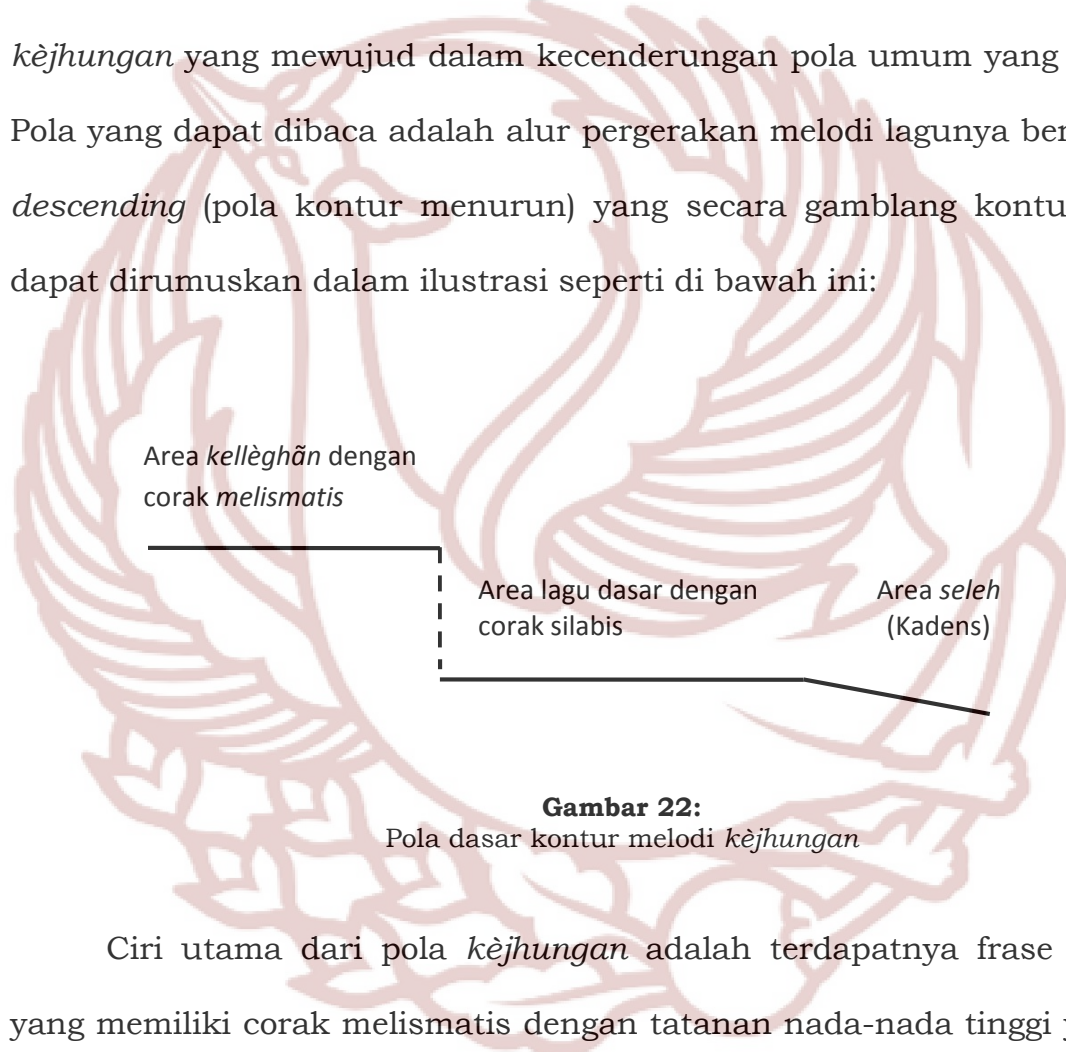 kèjhungan yang mewujud dalam kecenderungan pola umum yang
Pola yang dapat dibaca adalah alur pergerakan melodi lagunya ber
descending (pola kontur menurun) yang secara gamblang kontu
dapat dirumuskan dalam ilustrasi seperti di bawah ini:
Area kellèghãn dengan
corak melismatis
Area lagu dasar dengan
corak silabis
Area seleh
(Kadens)
Gambar 22:
Pola dasar kontur melodi kèjhungan
Ciri utama dari pola kèjhungan adalah terdapatnya frase
yang memiliki corak melismatis dengan tatanan nada-nada tinggi y